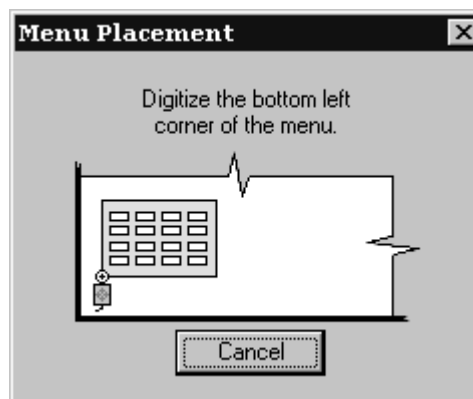 Menu Placement
Digitize the bottom left
corner of the menu.
Cancel